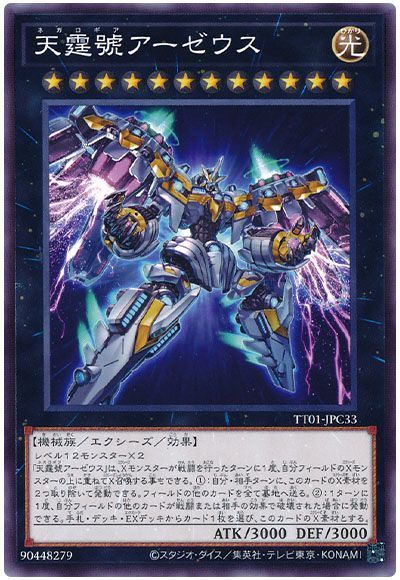 ネガロギア
天霆號アーゼウス
ひかり
光
TT01-JPC33
【機械族/エクシーズ/効果】
レベル12モンスター×2
「天霆號アーゼウス」は、Xモンスターが戦闘を行ったターンに1度、自分フィールドのXモ
ンスターの上に重ねてX召喚する事もできる。①:自分・相手ターンに、このカードのX素材を
2つ取り除いて発動できる。フィールドの他のカードを全て墓地へ送る。②:1ターンに
1度、自分フィールドの他のカードが戦闘または相手の効果で破壊された場合に発動
できる。手札・デッキ・EXデッキからカード1枚を選び、このカードのX素材とする。
ATK/3000 DEF/3000
90448279 ©スタジオ・ダイス/集英社・テレビ東京・KONAMI